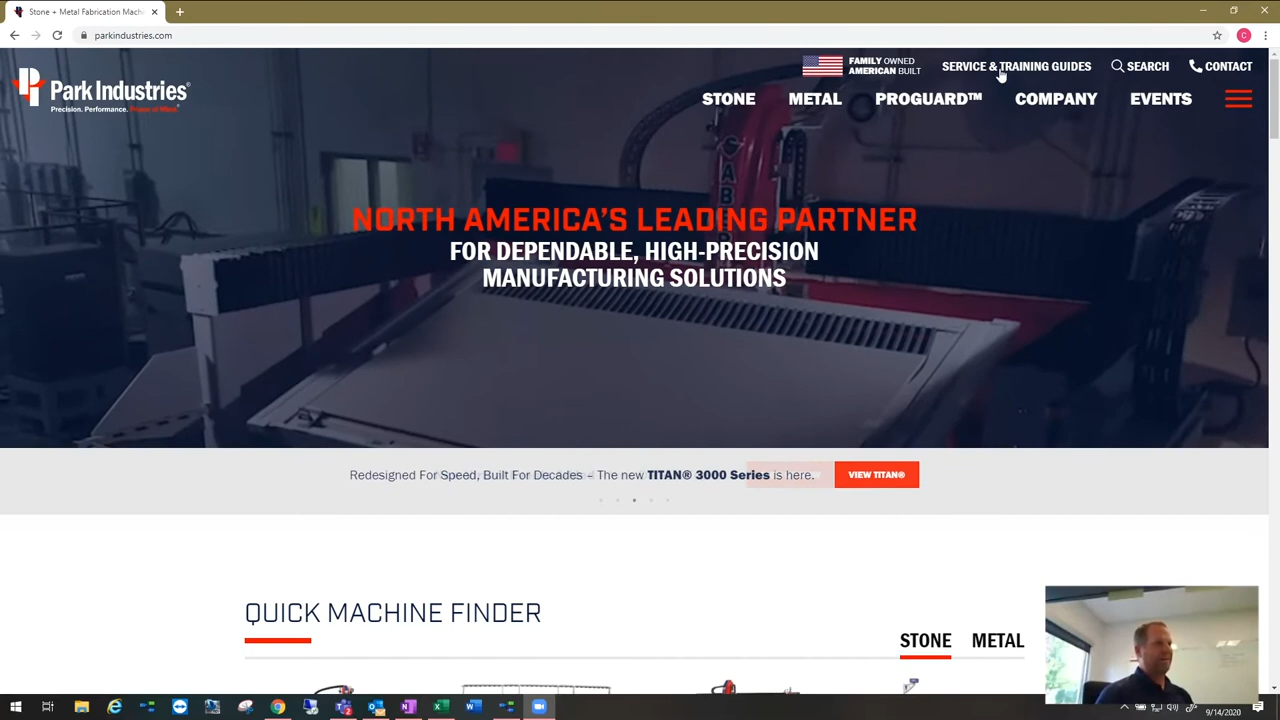 Stone + Metal Fabrication Machi
parkindustries.com
FAMILY OWNED
AMERICAN BUILT
SERVICE & TRAINING GUIDES
SEARCH
CONTACT
Park Industries®
Precision. Performance. Peace of Mind.®
STONE
METAL
PROGUARD™
COMPANY
EVENTS
NORTH AMERICA'S LEADING PARTNER
FOR DEPENDABLE, HIGH-PRECISION
MANUFACTURING SOLUTIONS
Redesigned For Speed, Built For Decades – The new TITAN® 3000 Series is here.
VIEW TITAN®
QUICK MACHINE FINDER
STONE
METAL
9/14/2020